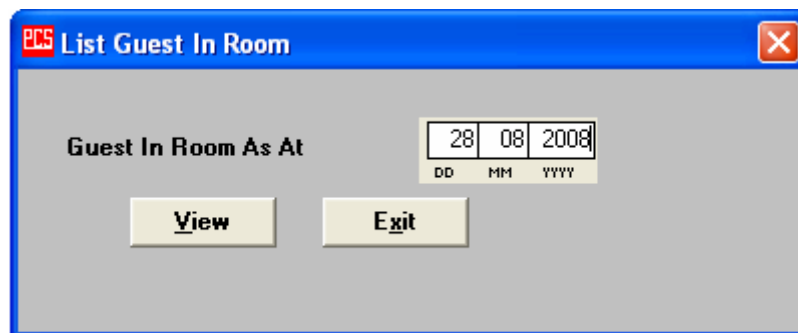 PCS List Guest In Room
Guest In Room As At 28 08 2008
DD MM YYYY
View Exit